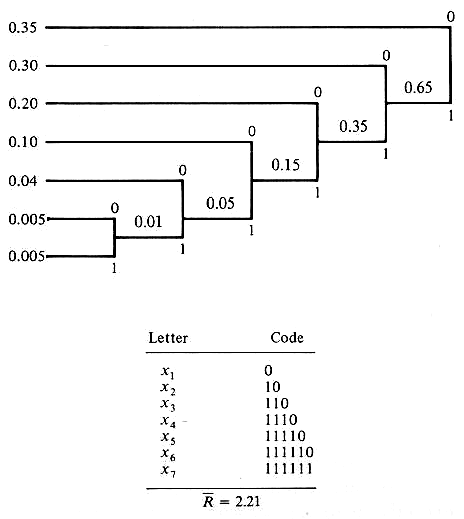 0
0.35
0
0.30
0.65
0
0.20
1
0.35
0
1
0.10
0.15
0
0.04
1
0.05
0
0.005
0.01
1
1
0.005
1
Letter Code
x₁ 0
x₂ 10
x₃ 110
x₄ 1110
x₅ 11110
x₆ 111110
x₇ 111111
R̅ = 2.21